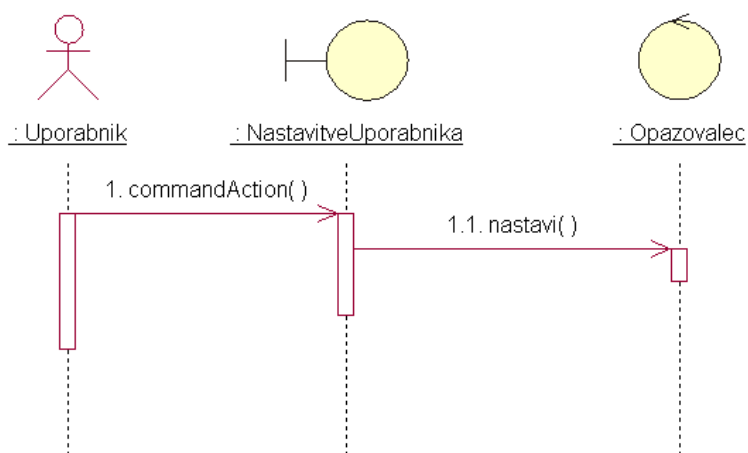 : Uporabnik
: NastavitveUporabnika
: Opazovalec
1. commandAction( )
1.1. nastavi( )